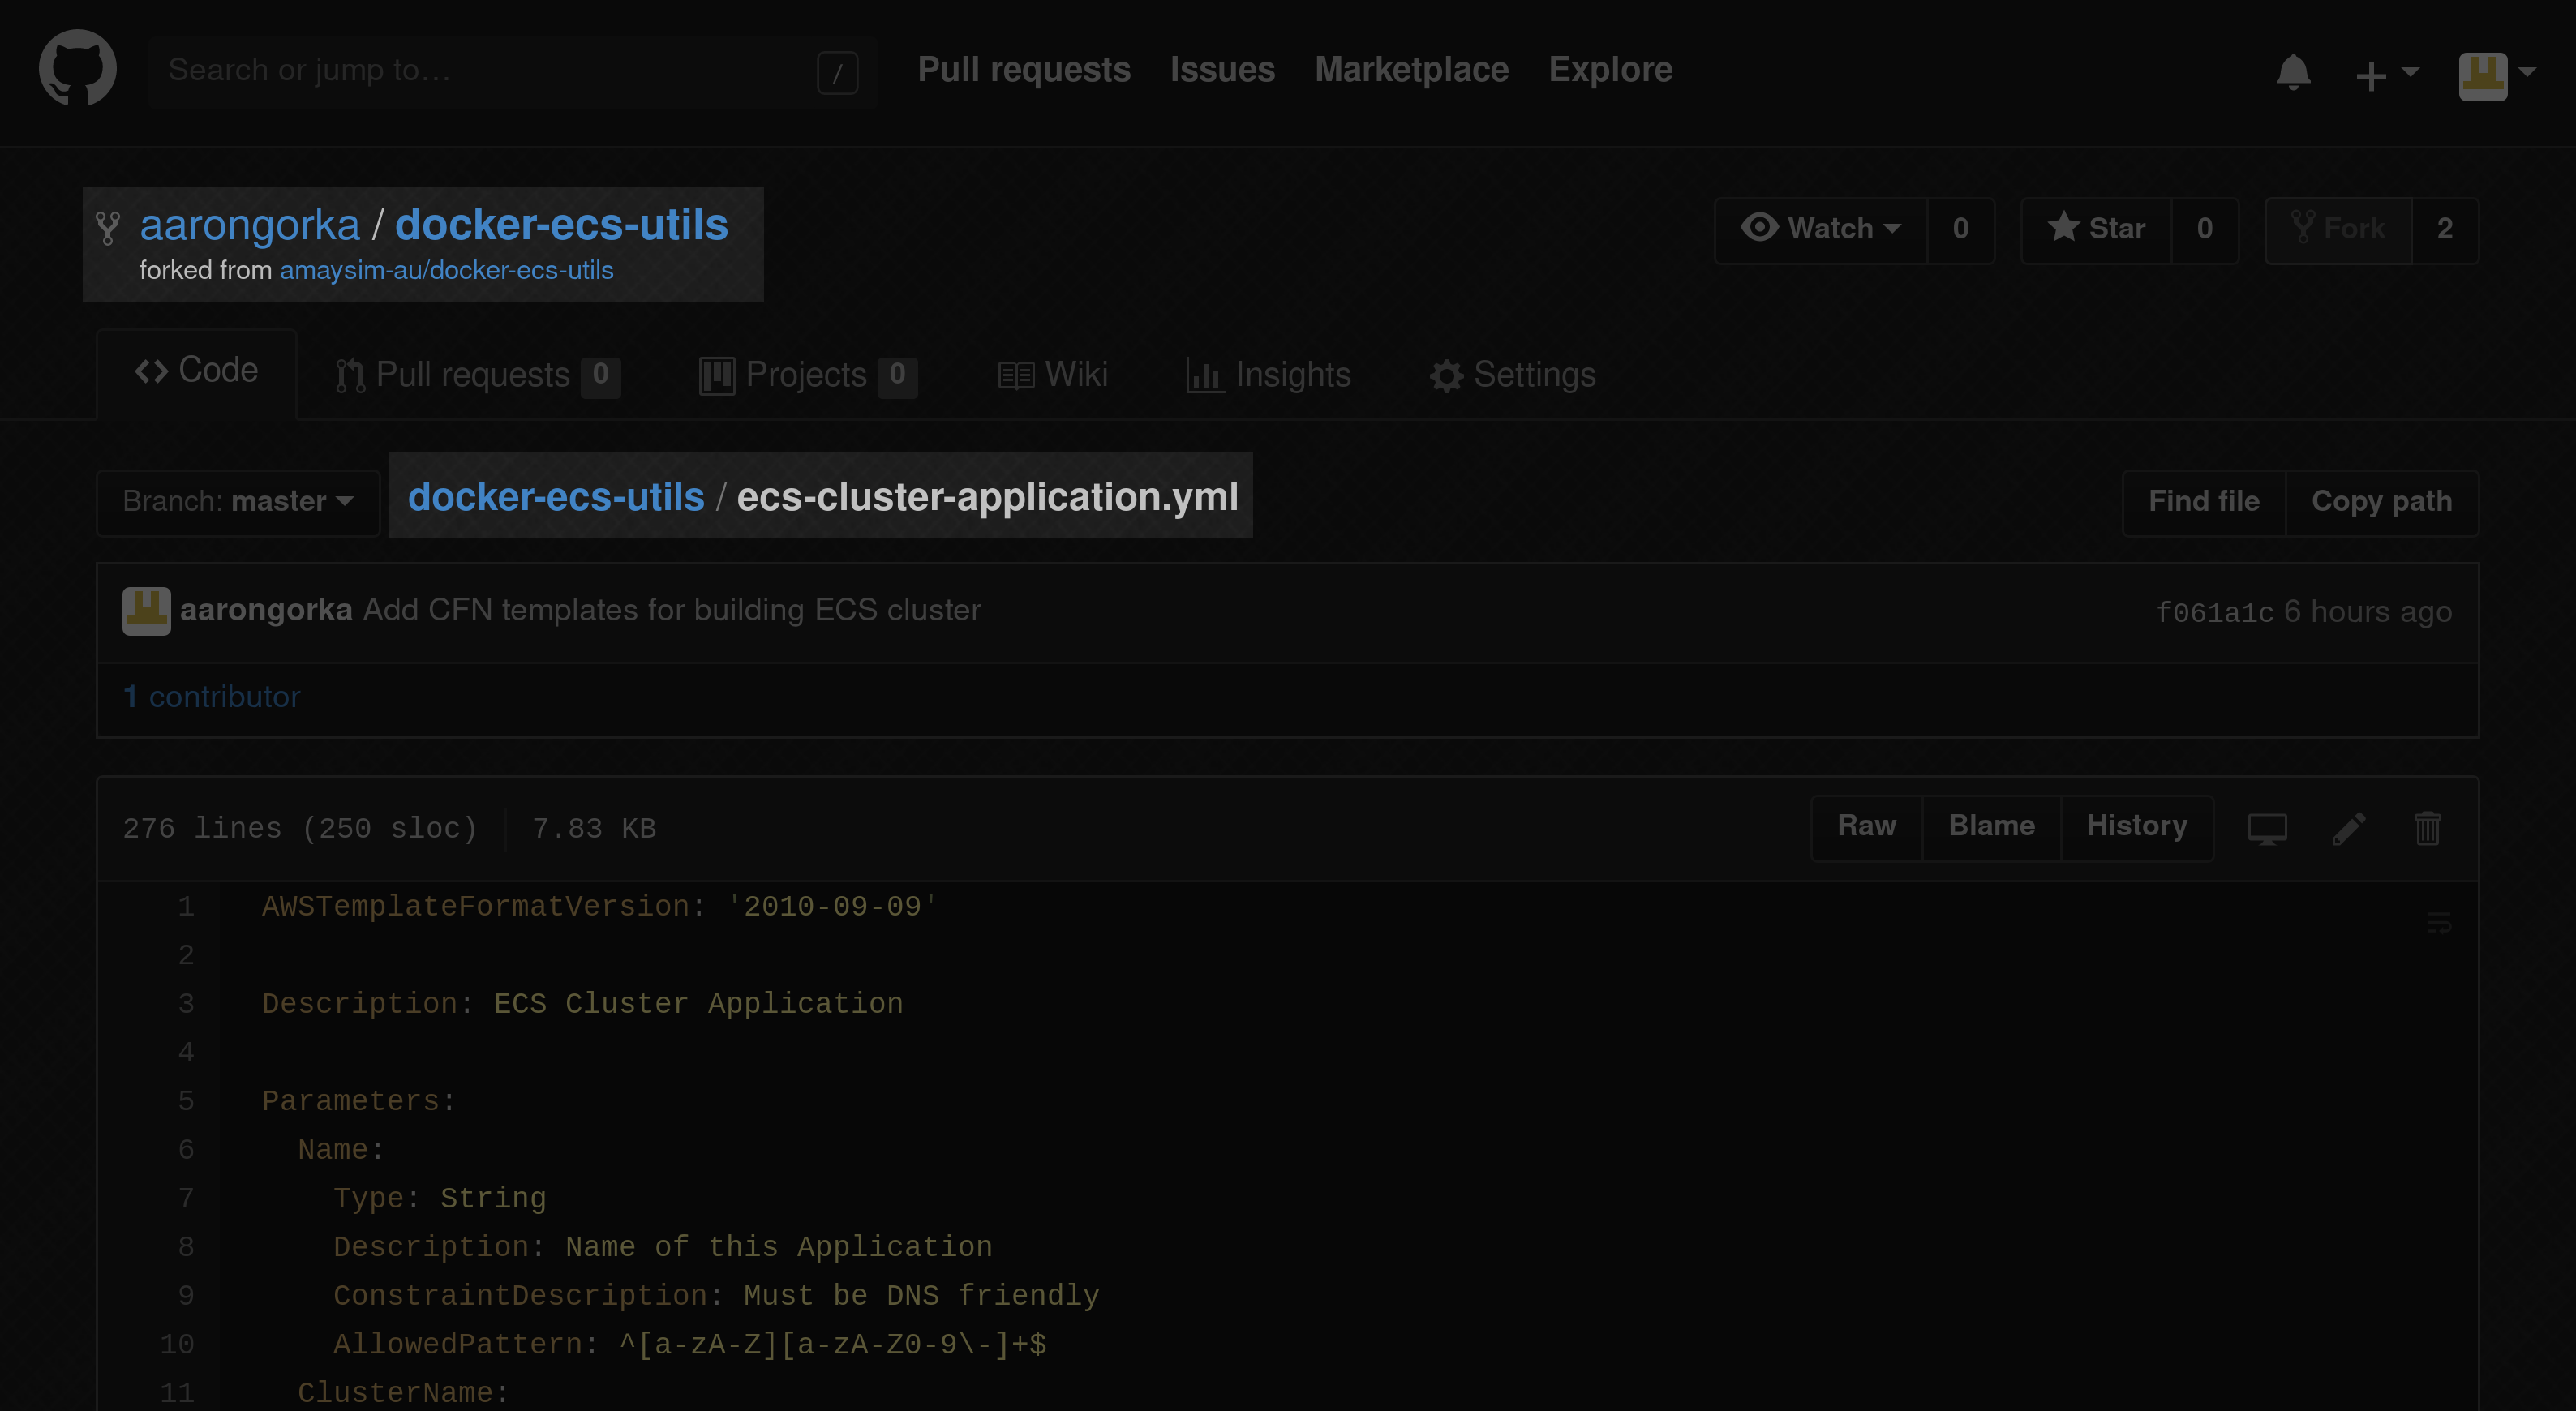 Search or jump to… /
Pull requests Issues Marketplace Explore
aarongorka / docker-ecs-utils
forked from amaysim-au/docker-ecs-utils
Watch 0 Star 0 Fork 2
Code Pull requests 0 Projects 0 Wiki Insights Settings
Branch: master docker-ecs-utils / ecs-cluster-application.yml Find file Copy path
aarongorka Add CFN templates for building ECS cluster f061a1c 6 hours ago
1 contributor
276 lines (250 sloc) 7.83 KB Raw Blame History
1 AWSTemplateFormatVersion: '2010-09-09'
2
3 Description: ECS Cluster Application
4
5 Parameters:
6 Name:
7 Type: String
8 Description: Name of this Application
9 ConstraintDescription: Must be DNS friendly
10 AllowedPattern: ^[a-zA-Z][a-zA-Z0-9\-]+$
11 ClusterName: